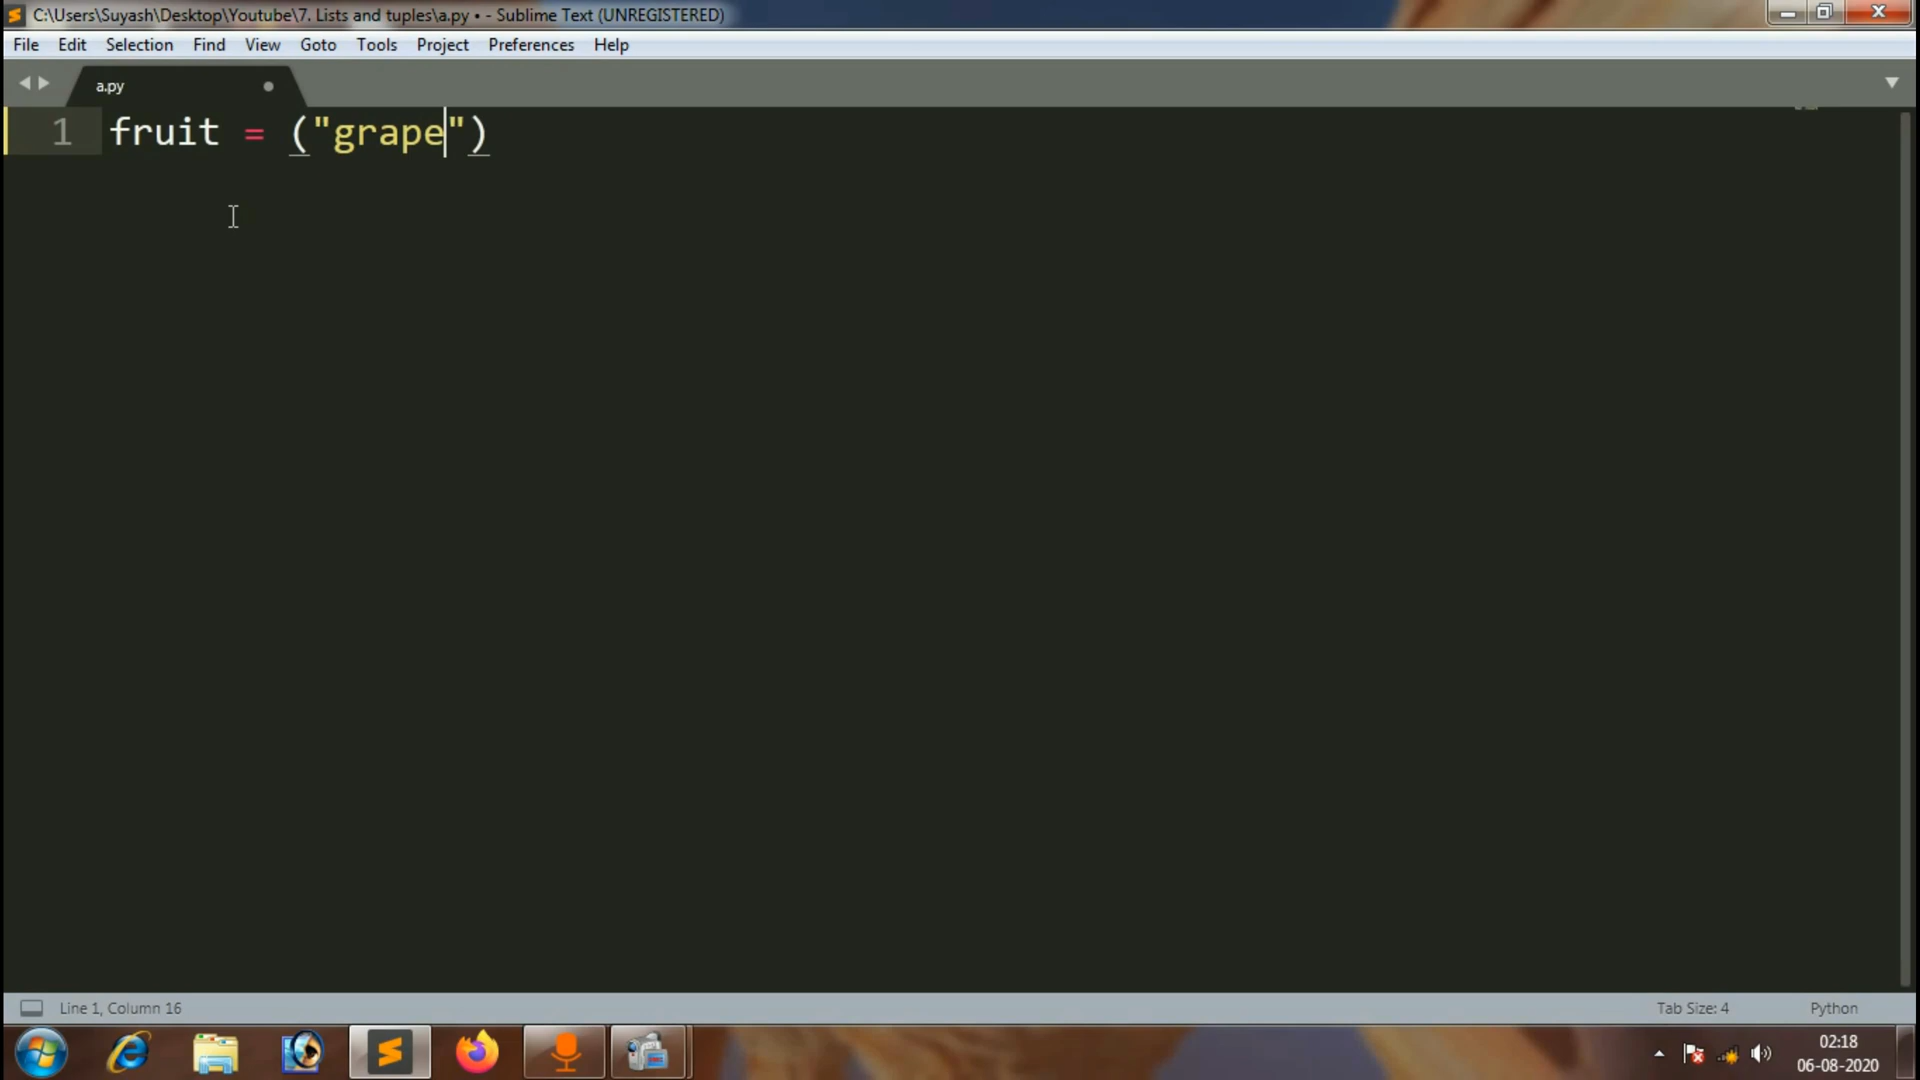 C:\Users\Suyash\Desktop\Youtube\7. Lists and tuples\a.py • - Sublime Text (UNREGISTERED)
File Edit Selection Find View Goto Tools Project Preferences Help
a.py
1 fruit = ("grape")
Line 1, Column 16 Tab Size: 4 Python
02:18
06-08-2020